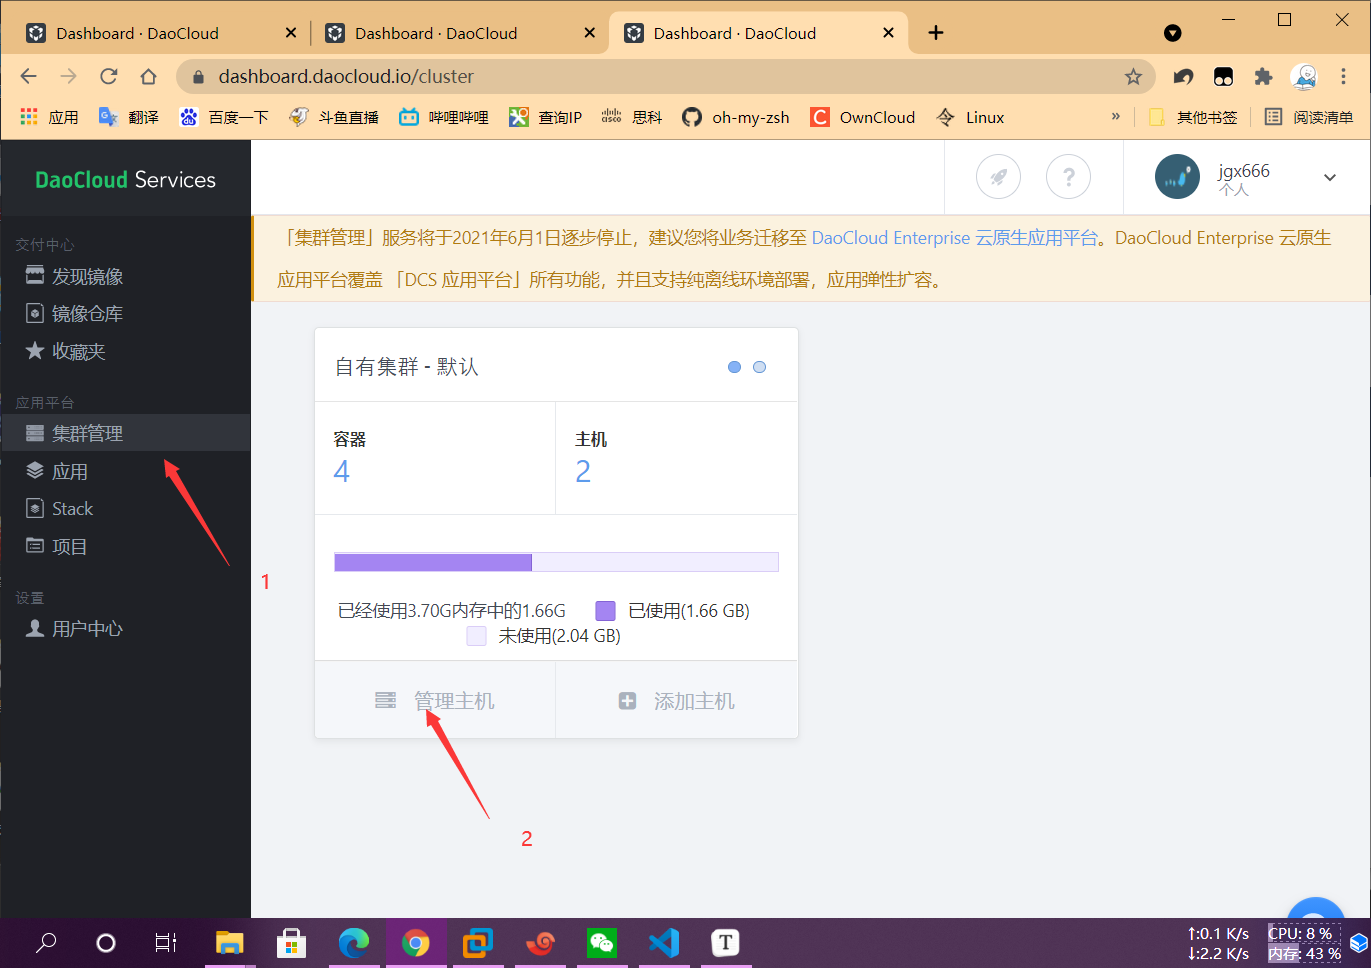 Dashboard · DaoCloud
Dashboard · DaoCloud
Dashboard · DaoCloud
dashboard.daocloud.io/cluster
应用
翻译
百度一下
斗鱼直播
哔哩哔哩
查询IP
思科
oh-my-zsh
OwnCloud
Linux
»
其他书签
阅读清单
DaoCloud Services
jgx666
个人
「集群管理」服务将于2021年6月1日逐步停止，建议您将业务迁移至 DaoCloud Enterprise 云原生应用平台。DaoCloud Enterprise 云原生
应用平台覆盖 「DCS 应用平台」所有功能，并且支持纯离线环境部署，应用弹性扩容。
交付中心
发现镜像
镜像仓库
收藏夹
应用平台
集群管理
应用
Stack
项目
设置
用户中心
自有集群 - 默认
容器
4
主机
2
已经使用3.70G内存中的1.66G
已使用(1.66 GB)
未使用(2.04 GB)
管理主机
添加主机
1
2
↑:0.1 K/s
↓:2.2 K/s
CPU: 8 %
内存: 43 %